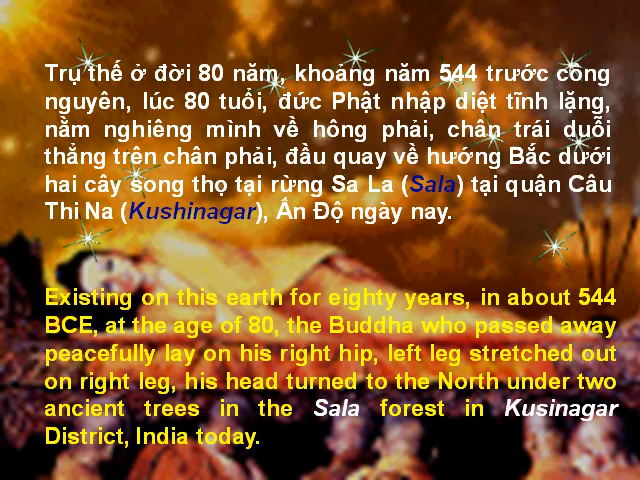 Trụ thế ở đời 80 năm, khoảng năm 544 trước công
nguyên, lúc 80 tuổi, đức Phật nhập diệt tĩnh lặng,
nằm nghiêng mình về hông phải, chân trái duỗi
thẳng trên chân phải, đầu quay về hướng Bắc dưới
hai cây song thọ tại rừng Sa La (Sala) tại quận Câu
Thi Na (Kushinagar), Ấn Độ ngày nay.
Existing on this earth for eighty years, in about 544
BCE, at the age of 80, the Buddha who passed away
peacefully lay on his right hip, left leg stretched out
on right leg, his head turned to the North under two
ancient trees in the Sala forest in Kusinagar
District, India today.